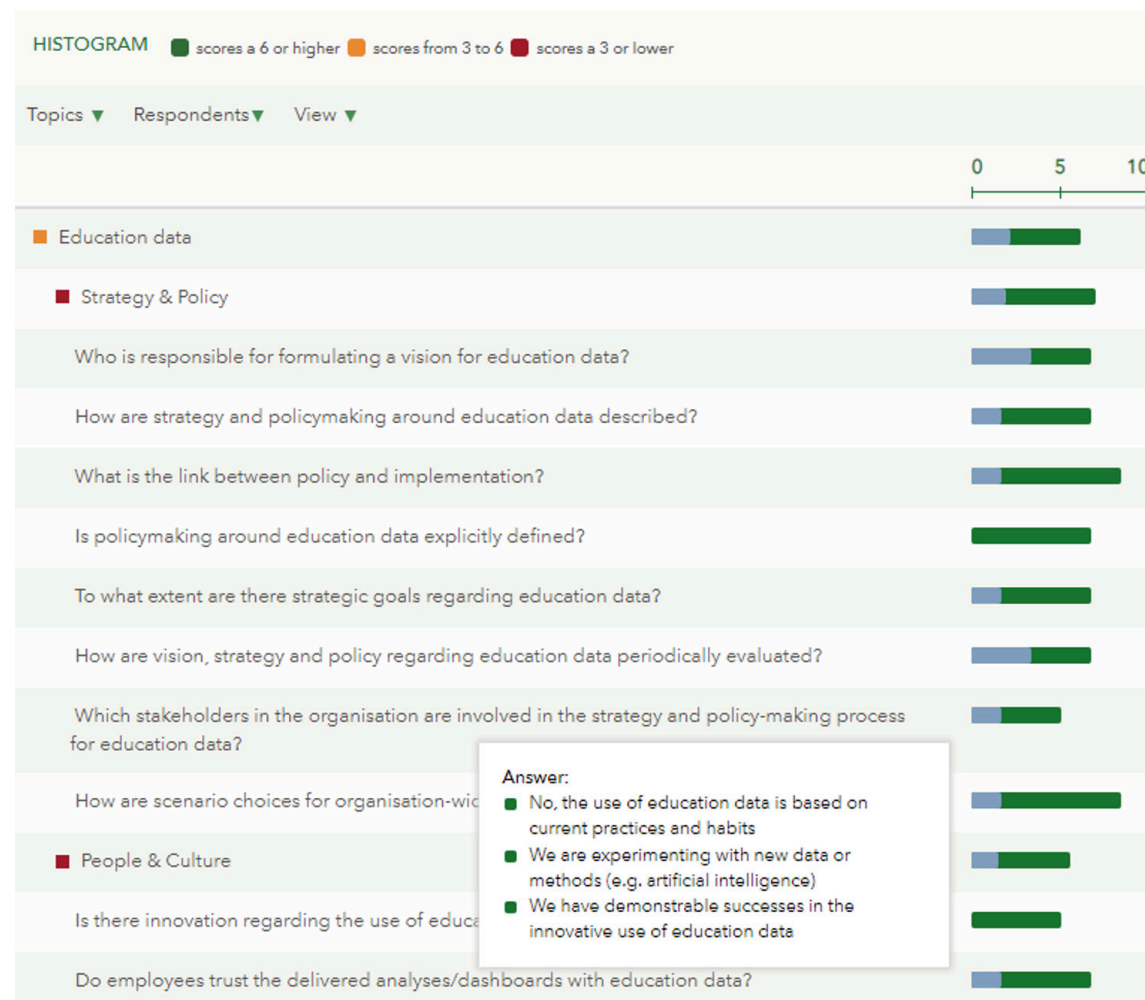 HISTOGRAM scores a 6 or higher scores from 3 to 6 scores a 3 or lower
Topics ▼ Respondents▼ View ▼
0 5 10
Education data
Strategy & Policy
Who is responsible for formulating a vision for education data?
How are strategy and policymaking around education data described?
What is the link between policy and implementation?
Is policymaking around education data explicitly defined?
To what extent are there strategic goals regarding education data?
How are vision, strategy and policy regarding education data periodically evaluated?
Which stakeholders in the organisation are involved in the strategy and policy-making process
for education data?
How are scenario choices for
People & Culture
Is there innovation regarding the use of
Do employees trust the delivered analyses/dashboards with education data?
Answer:
No, the use of education data is based on
current practices and habits
We are experimenting with new data or
methods (e.g. artificial intelligence)
We have demonstrable successes in the
innovative use of education data